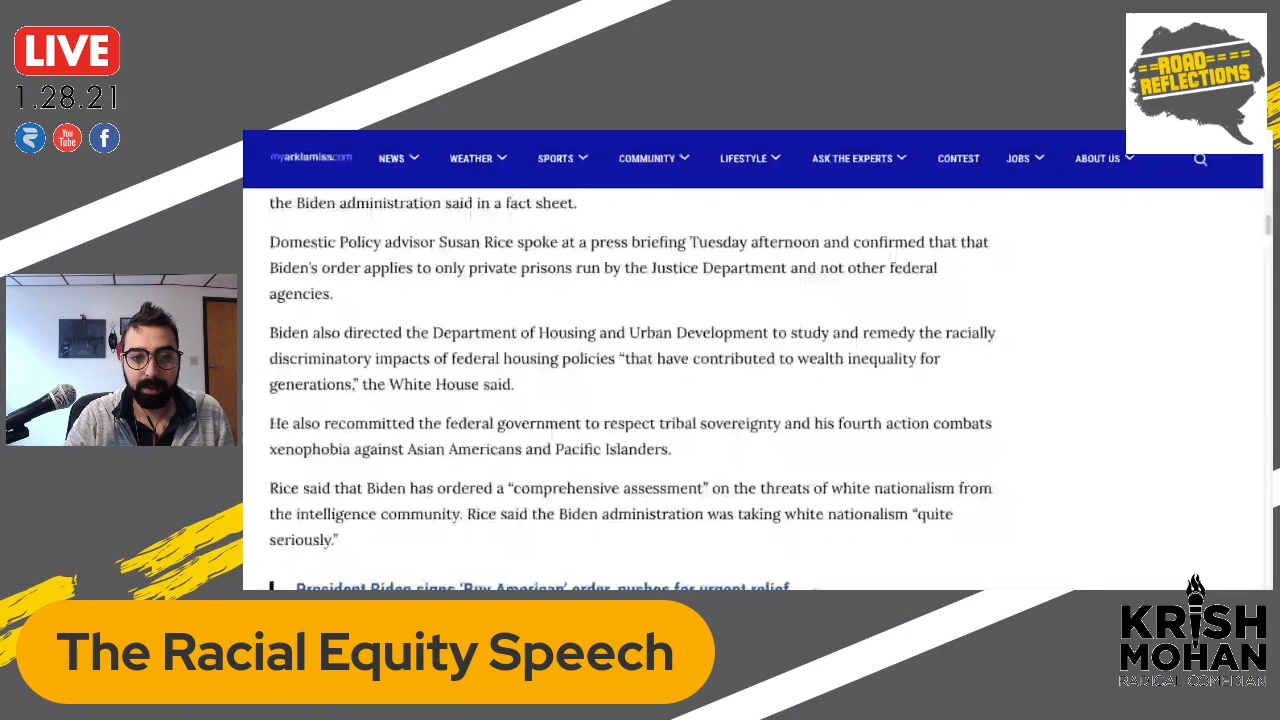 LIVE
1.28.21
You
Tube
==ROAD====
REFLECTIONS
myarklamiss.com NEWS WEATHER SPORTS COMMUNITY LIFESTYLE ASK THE EXPERTS CONTEST JOBS ABOUT US
the Biden administration said in a fact sheet.
Domestic Policy advisor Susan Rice spoke at a press briefing Tuesday afternoon and confirmed that that
Biden’s order applies to only private prisons run by the Justice Department and not other federal
agencies.
Biden also directed the Department of Housing and Urban Development to study and remedy the racially
discriminatory impacts of federal housing policies “that have contributed to wealth inequality for
generations,” the White House said.
He also recommitted the federal government to respect tribal sovereignty and his fourth action combats
xenophobia against Asian Americans and Pacific Islanders.
Rice said that Biden has ordered a “comprehensive assessment” on the threats of white nationalism from
the intelligence community. Rice said the Biden administration was taking white nationalism “quite
seriously.”
President Biden signs ‘Buy American’ order, pushes for urgent relief
The Racial Equity Speech
KRISH
MOHAN
RADICAL COMEDIAN